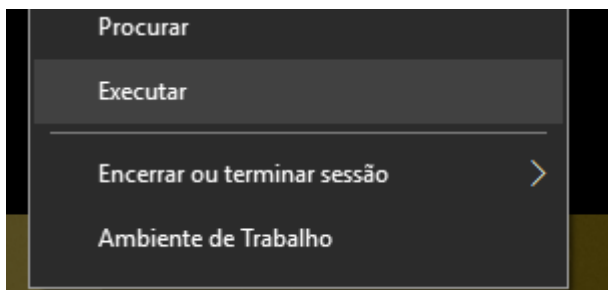 Procurar
Executar
Encerrar ou terminar sessão
Ambiente de Trabalho